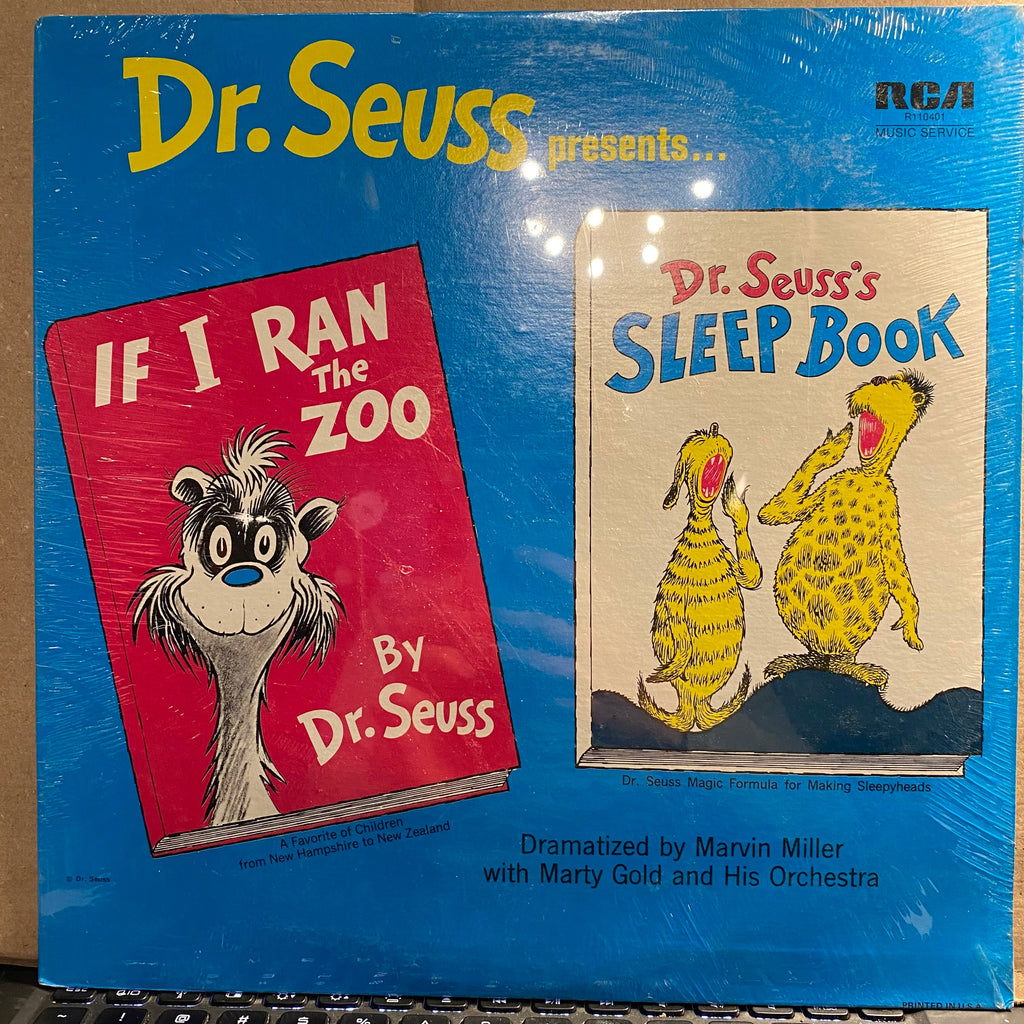 Dr. Seuss presents...
RCA
R110401
MUSIC SERVICE
IF I RAN
The
ZOO
By
Dr. Seuss
A Favorite of Children
from New Hampshire to New Zealand
Dr. Seuss's
SLEEP BOOK
Dr. Seuss Magic Formula for Making Sleepyheads
Dramatized by Marvin Miller
with Marty Gold and His Orchestra
© Dr. Seuss
PRINTED IN U.S.A.
~ ! @ # $ %